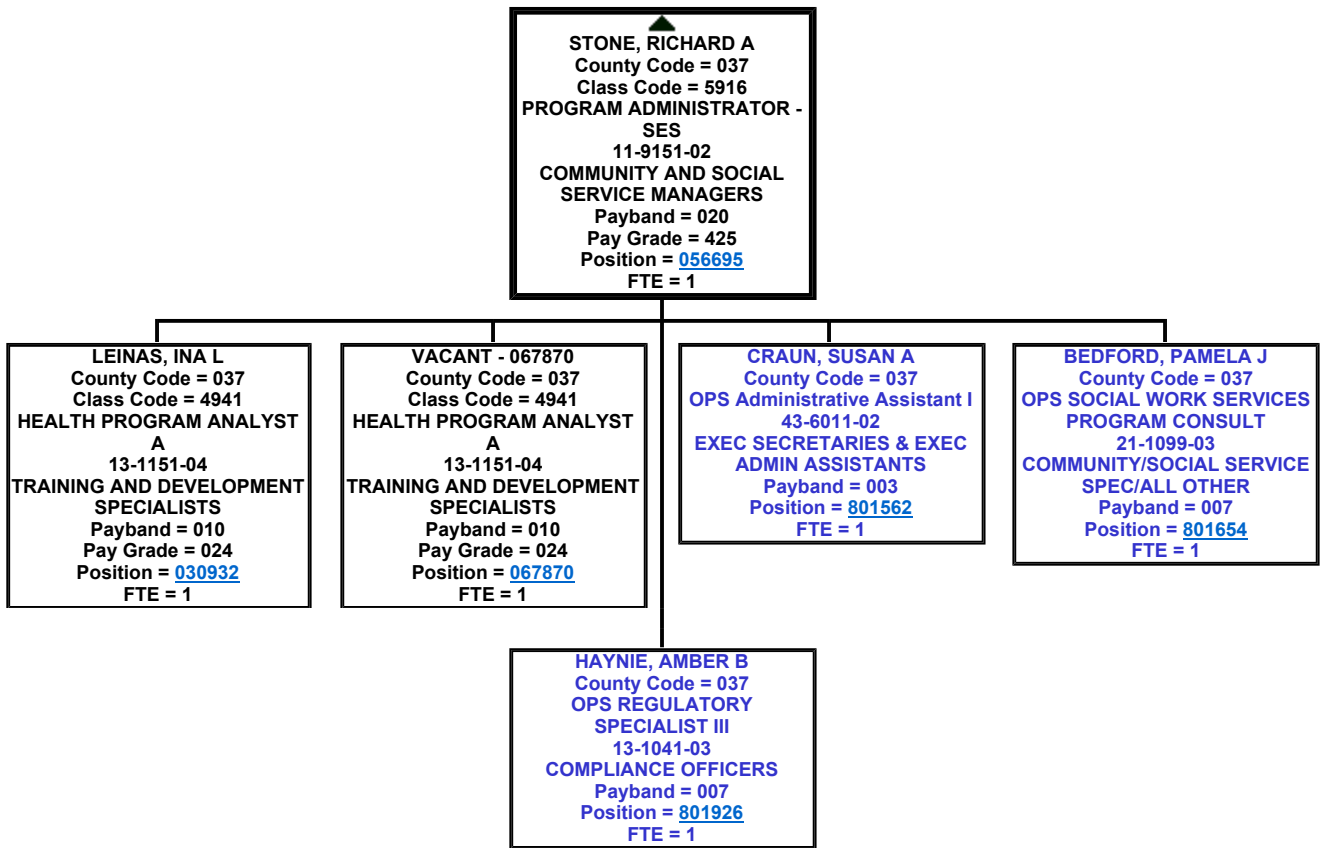 STONE, RICHARD A
County Code = 037
Class Code = 5916
PROGRAM ADMINISTRATOR -
SES
11-9151-02
COMMUNITY AND SOCIAL
SERVICE MANAGERS
Payband = 020
Pay Grade = 425
Position = 056695
FTE = 1
LEINAS, INA L
County Code = 037
Class Code = 4941
HEALTH PROGRAM ANALYST
A
13-1151-04
TRAINING AND DEVELOPMENT
SPECIALISTS
Payband = 010
Pay Grade = 024
Position = 030932
FTE = 1
VACANT - 067870
County Code = 037
Class Code = 4941
HEALTH PROGRAM ANALYST
A
13-1151-04
TRAINING AND DEVELOPMENT
SPECIALISTS
Payband = 010
Pay Grade = 024
Position = 067870
FTE = 1
CRAUN, SUSAN A
County Code = 037
OPS Administrative Assistant I
43-6011-02
EXEC SECRETARIES & EXEC
ADMIN ASSISTANTS
Payband = 003
Position = 801562
FTE = 1
BEDFORD, PAMELA J
County Code = 037
OPS SOCIAL WORK SERVICES
PROGRAM CONSULT
21-1099-03
COMMUNITY/SOCIAL SERVICE
SPEC/ALL OTHER
Payband = 007
Position = 801654
FTE = 1
HAYNIE, AMBER B
County Code = 037
OPS REGULATORY
SPECIALIST III
13-1041-03
COMPLIANCE OFFICERS
Payband = 007
Position = 801926
FTE = 1